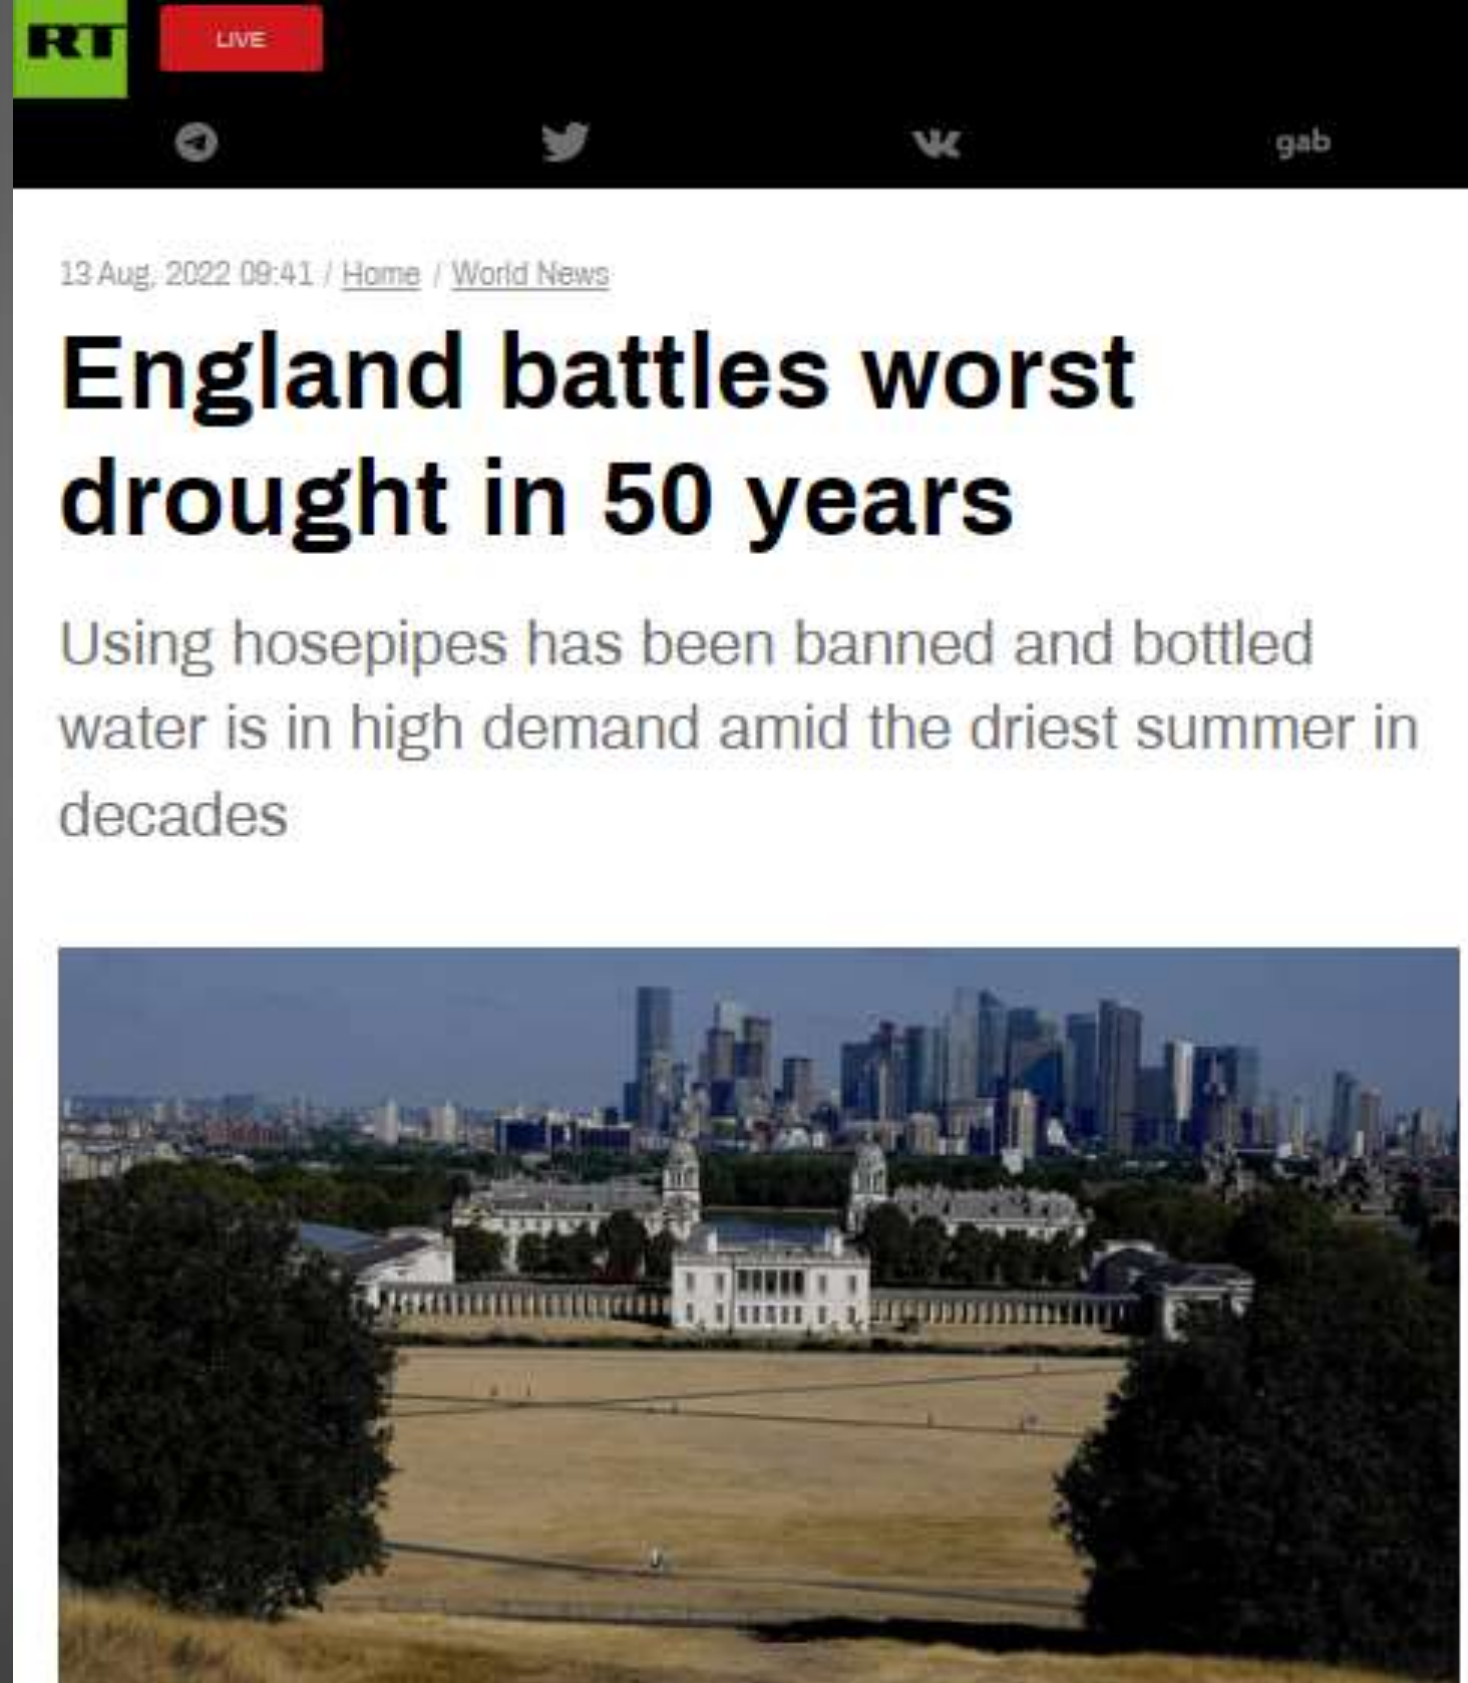 RT
LIVE
gab
13 Aug, 2022 09:41 / Home / World News
England battles worst
drought in 50 years
Using hosepipes has been banned and bottled
water is in high demand amid the driest summer in
decades